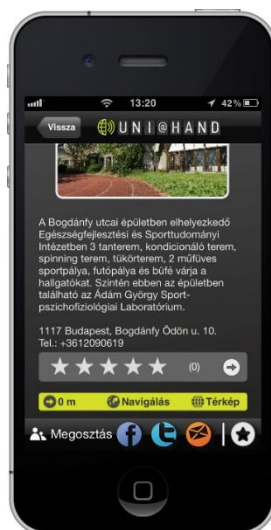 13:20
42%
Vissza
UNI@HAND
A Bogdánfy utcai épületben elhelyezkedő
Egészségfejlesztési és Sporttudományi
Intézetben 3 tanterem, kondicionáló terem,
spinning terem, tükörterem, 2 műfüves
sportpálya, futópálya és büfé várja a
hallgatókat. Szintén ebben az épületben
található az Ádám György Sport-
pszichofiziológiai Laboratórium.
1117 Budapest, Bogdánfy Ödön u. 10.
Tel.: +3612090619
(0)
0 m Navigálás Térkép
Megosztás f t